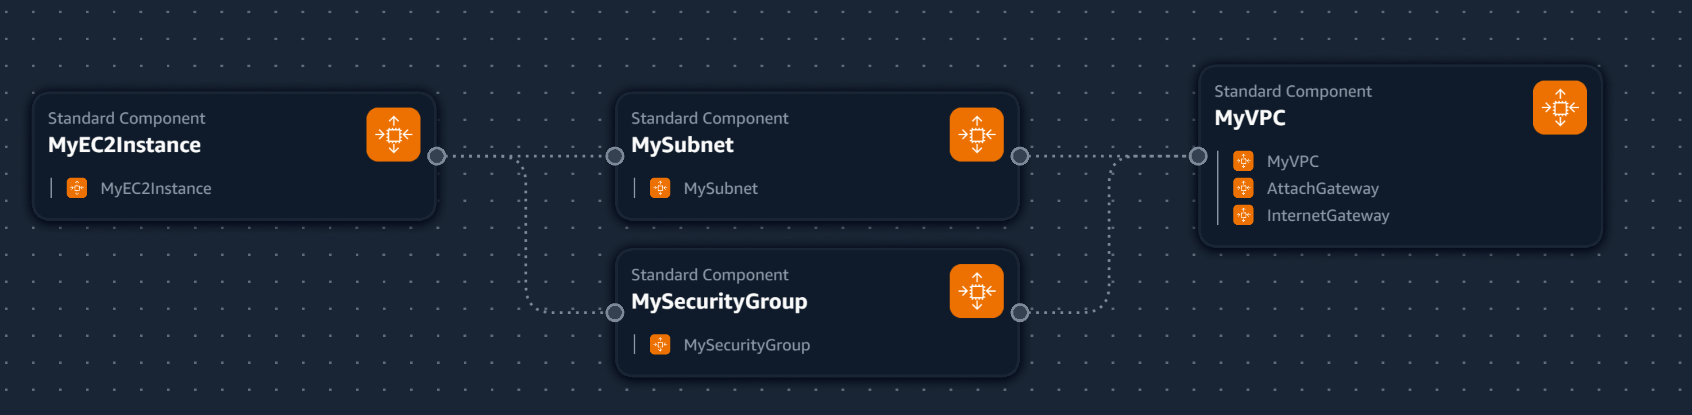 Standard Component
MyEC2Instance
MyEC2Instance
Standard Component
MySubnet
MySubnet
Standard Component
MySecurityGroup
MySecurityGroup
Standard Component
MyVPC
MyVPC
AttachGateway
InternetGateway